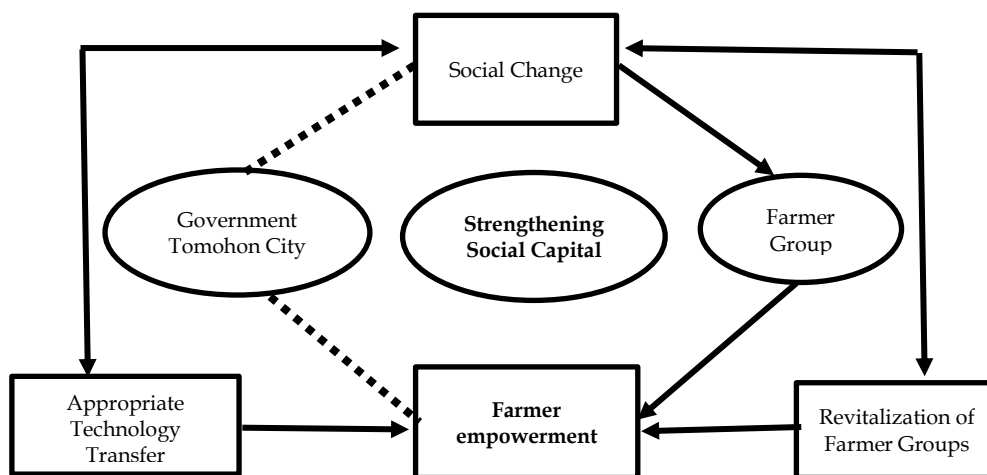 Social Change
Government
Tomohon City
Strengthening
Social Capital
Farmer
Group
Appropriate
Technology
Transfer
Farmer
empowerment
Revitalization of
Farmer Groups